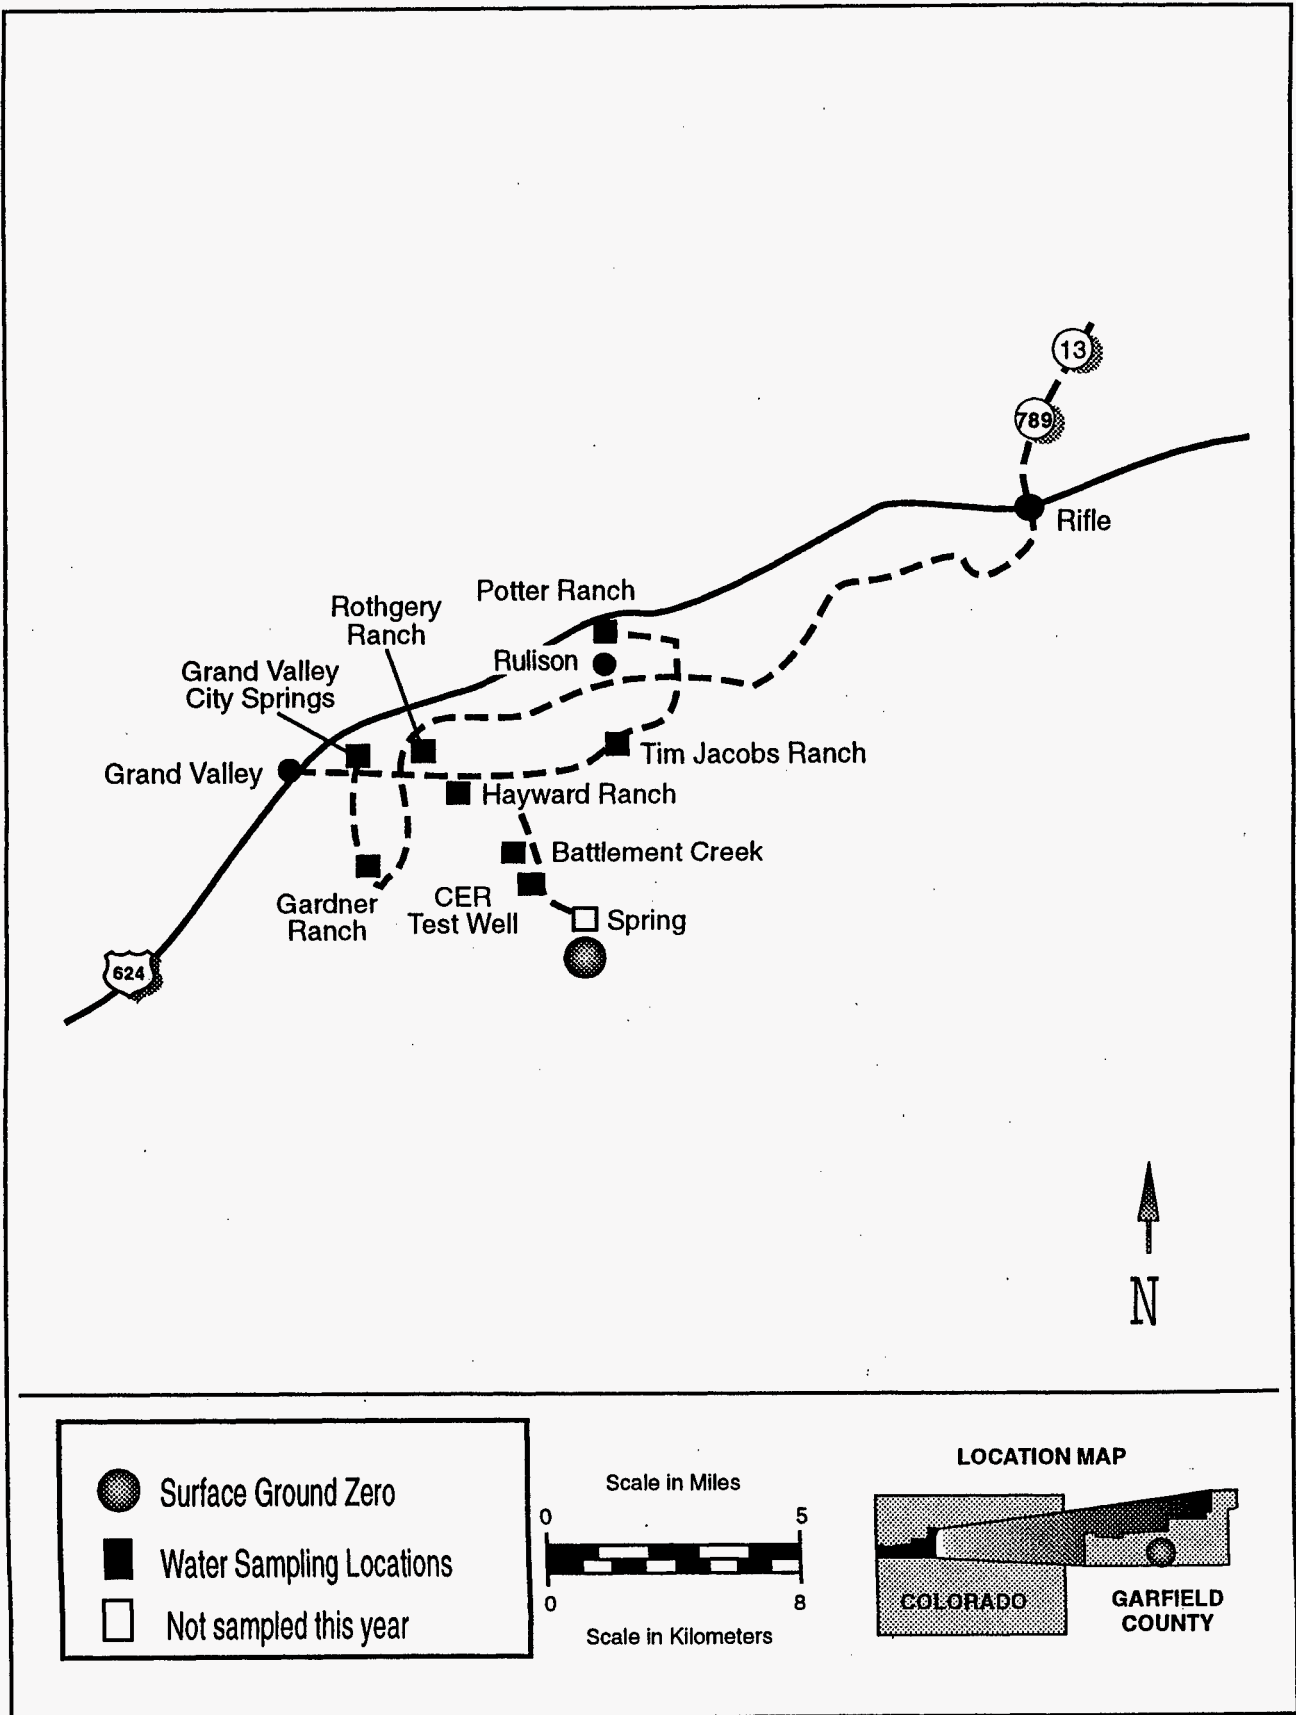 13
789
Rifle
Potter Ranch
Rothgery
Ranch
Rulison
Grand Valley
City Springs
Tim Jacobs Ranch
Grand Valley
Hayward Ranch
Battlement Creek
Gardner
Ranch
CER
Test Well
Spring
624
N
Surface Ground Zero
Water Sampling Locations
Not sampled this year
Scale in Miles
0 5
0 8
Scale in Kilometers
LOCATION MAP
COLORADO
GARFIELD
COUNTY